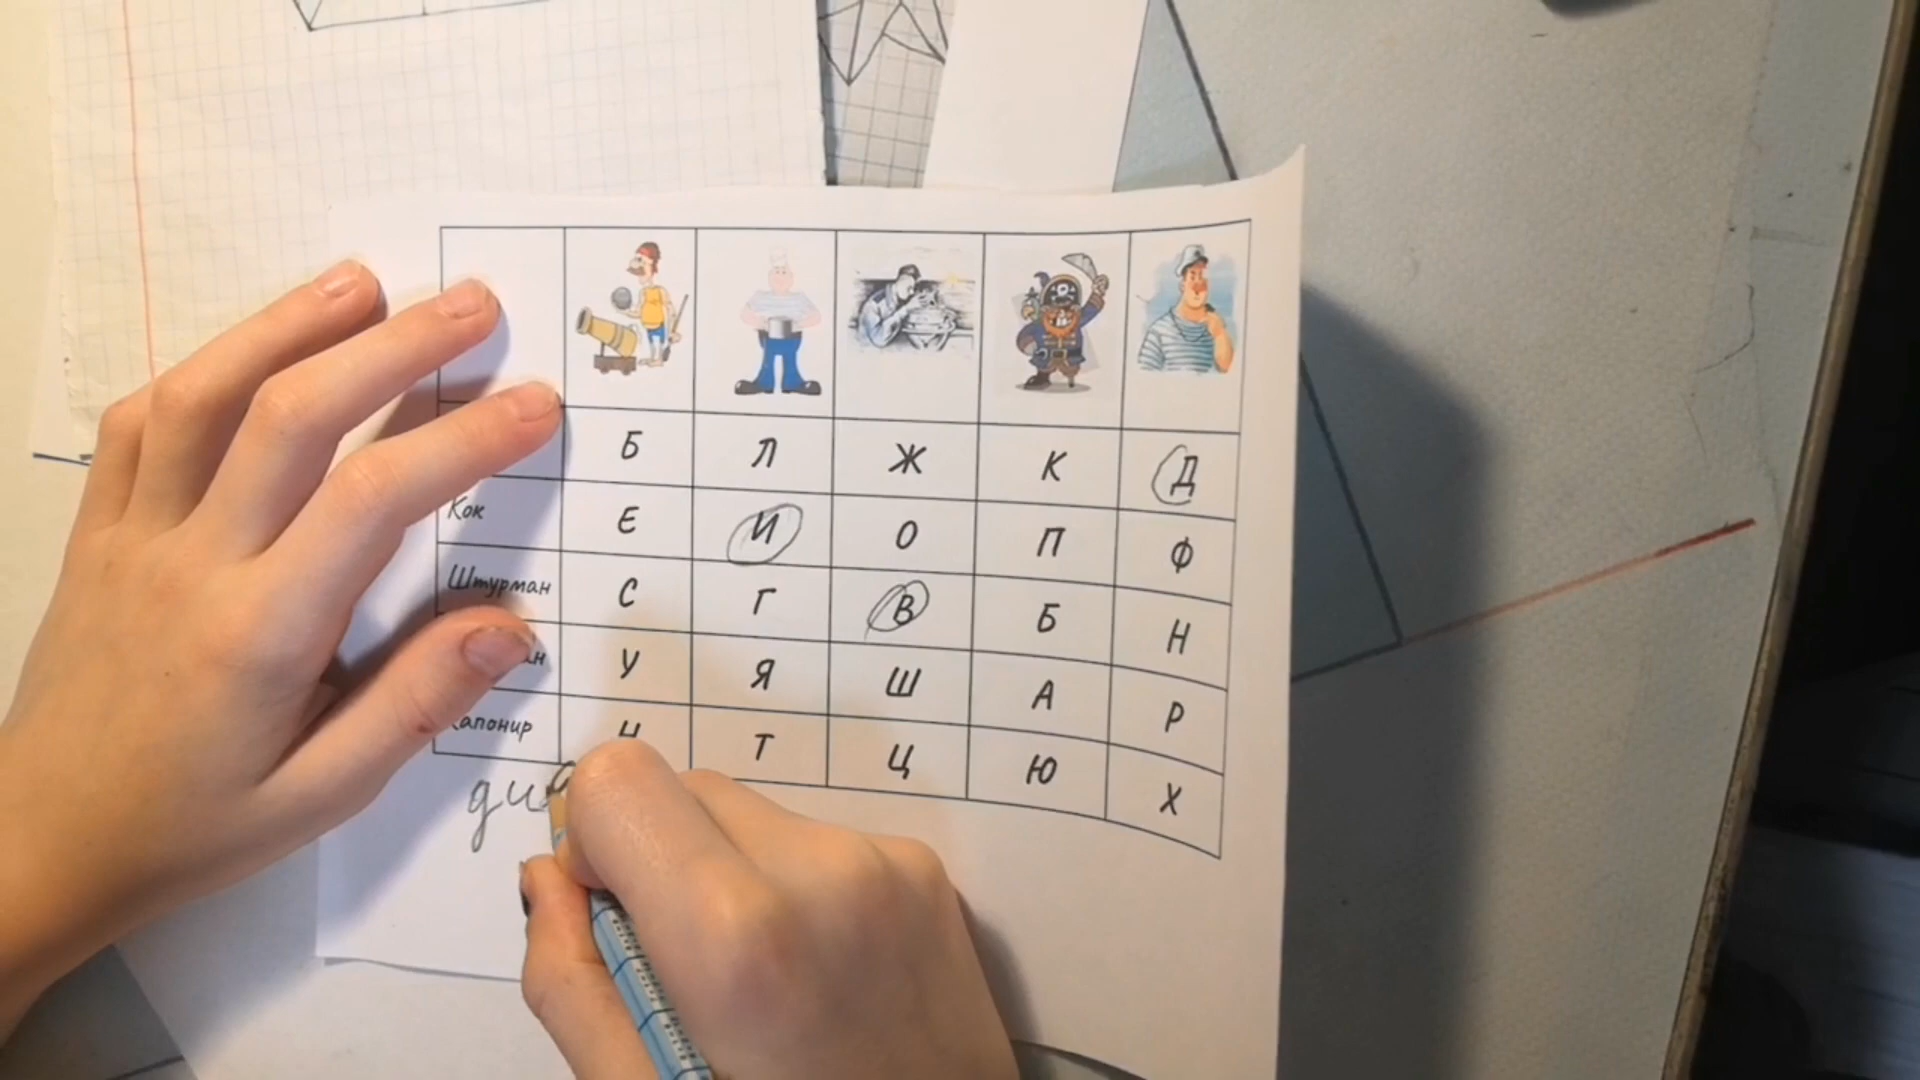 Б Л Ж К Д
Кок Е И О П Ф
Штурман С Г В Б Н
У Я Ш А Р
Т Ц Ю Х
ди